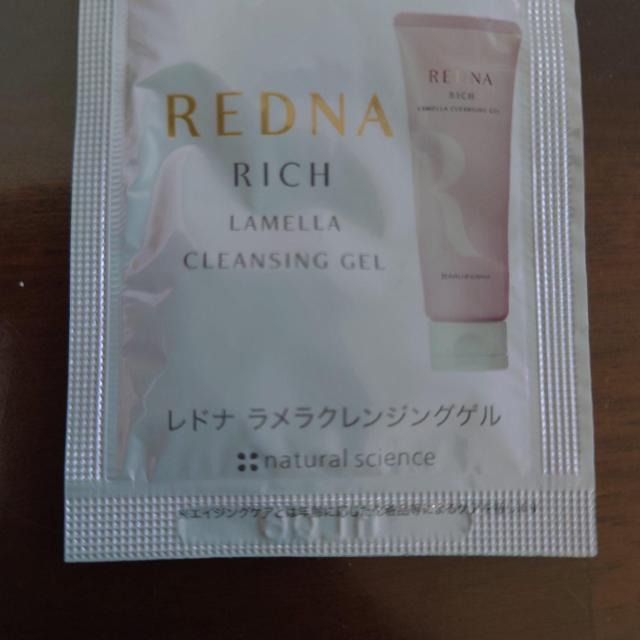 REDNA
RICH
LAMELLA
CLEANSING GEL
REDNA
RICH
LAMELLA CLEANSING GEL
R
レドナ ラメラクレンジングゲル
natural science